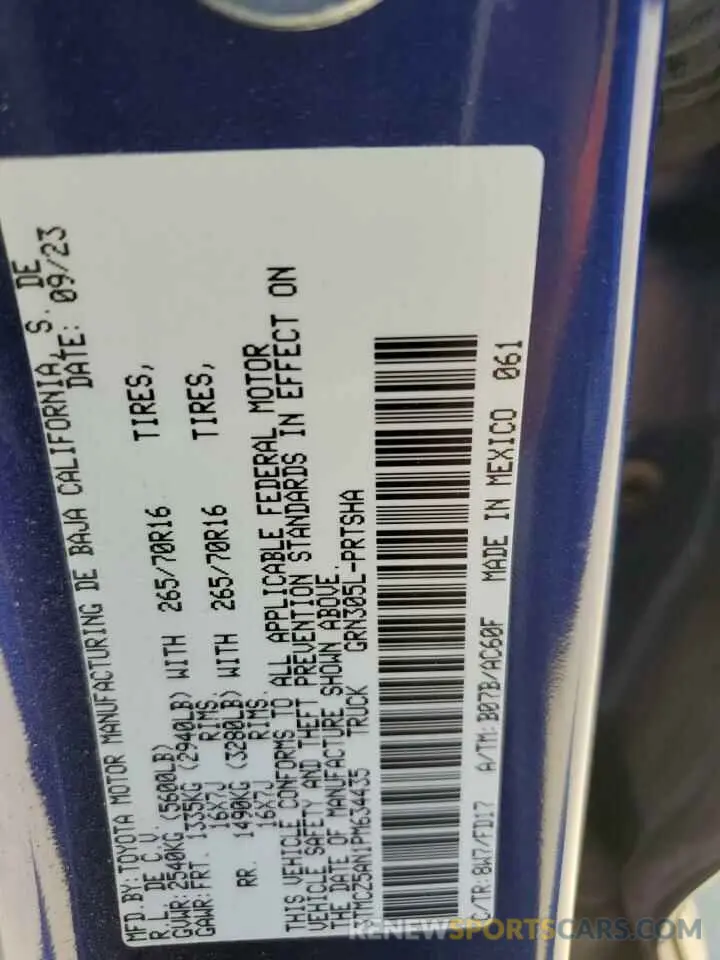 MFD.BY:TOYOTA MOTOR MANUFACTURING DE BAJA CALIFORNIA, S. DE
R.L. DE C.V. DATE: 09/23
GVWR:2540KG (5600LB)
GAWR:FRT. 1335KG (2940LB) WITH 265/70R16 TIRES,
16X7J RIMS,
RR. 1490KG (3280LB) WITH 265/70R16 TIRES,
16X7J RIMS.
THIS VEHICLE CONFORMS TO ALL APPLICABLE FEDERAL MOTOR
VEHICLE SAFETY AND THEFT PREVENTION STANDARDS IN EFFECT ON
THE DATE OF MANUFACTURE SHOWN ABOVE.
3TMCZ5AN1PM634435 TRUCK GRN305L-PRTSHA
C/TR:8W7/FD17 A/TM:B07B/AC60F MADE IN MEXICO 061
RENEWSPORTCAR.COM